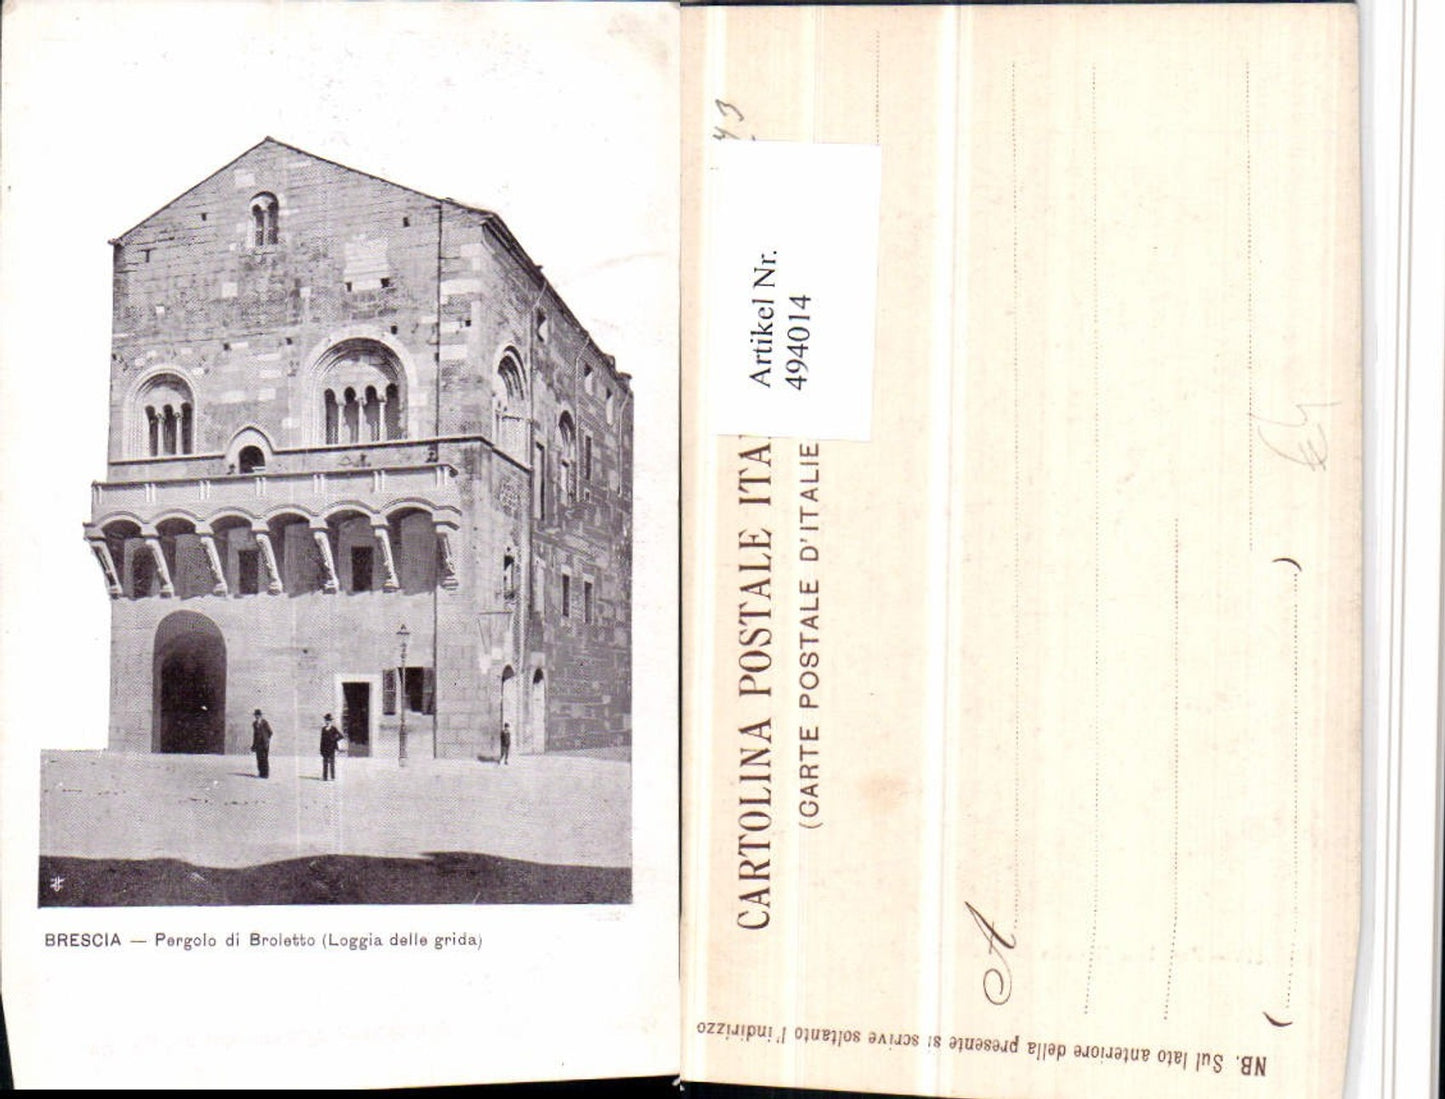 BRESCIA — Pergolo di Broletto (Loggia delle grida)
43
Artikel Nr.
494014
CARTOLINA POSTALE ITA
(CARTE POSTALE D'ITALIE
A
NB. Sul lato anteriore della presente si scrive soltanto l'indirizzo